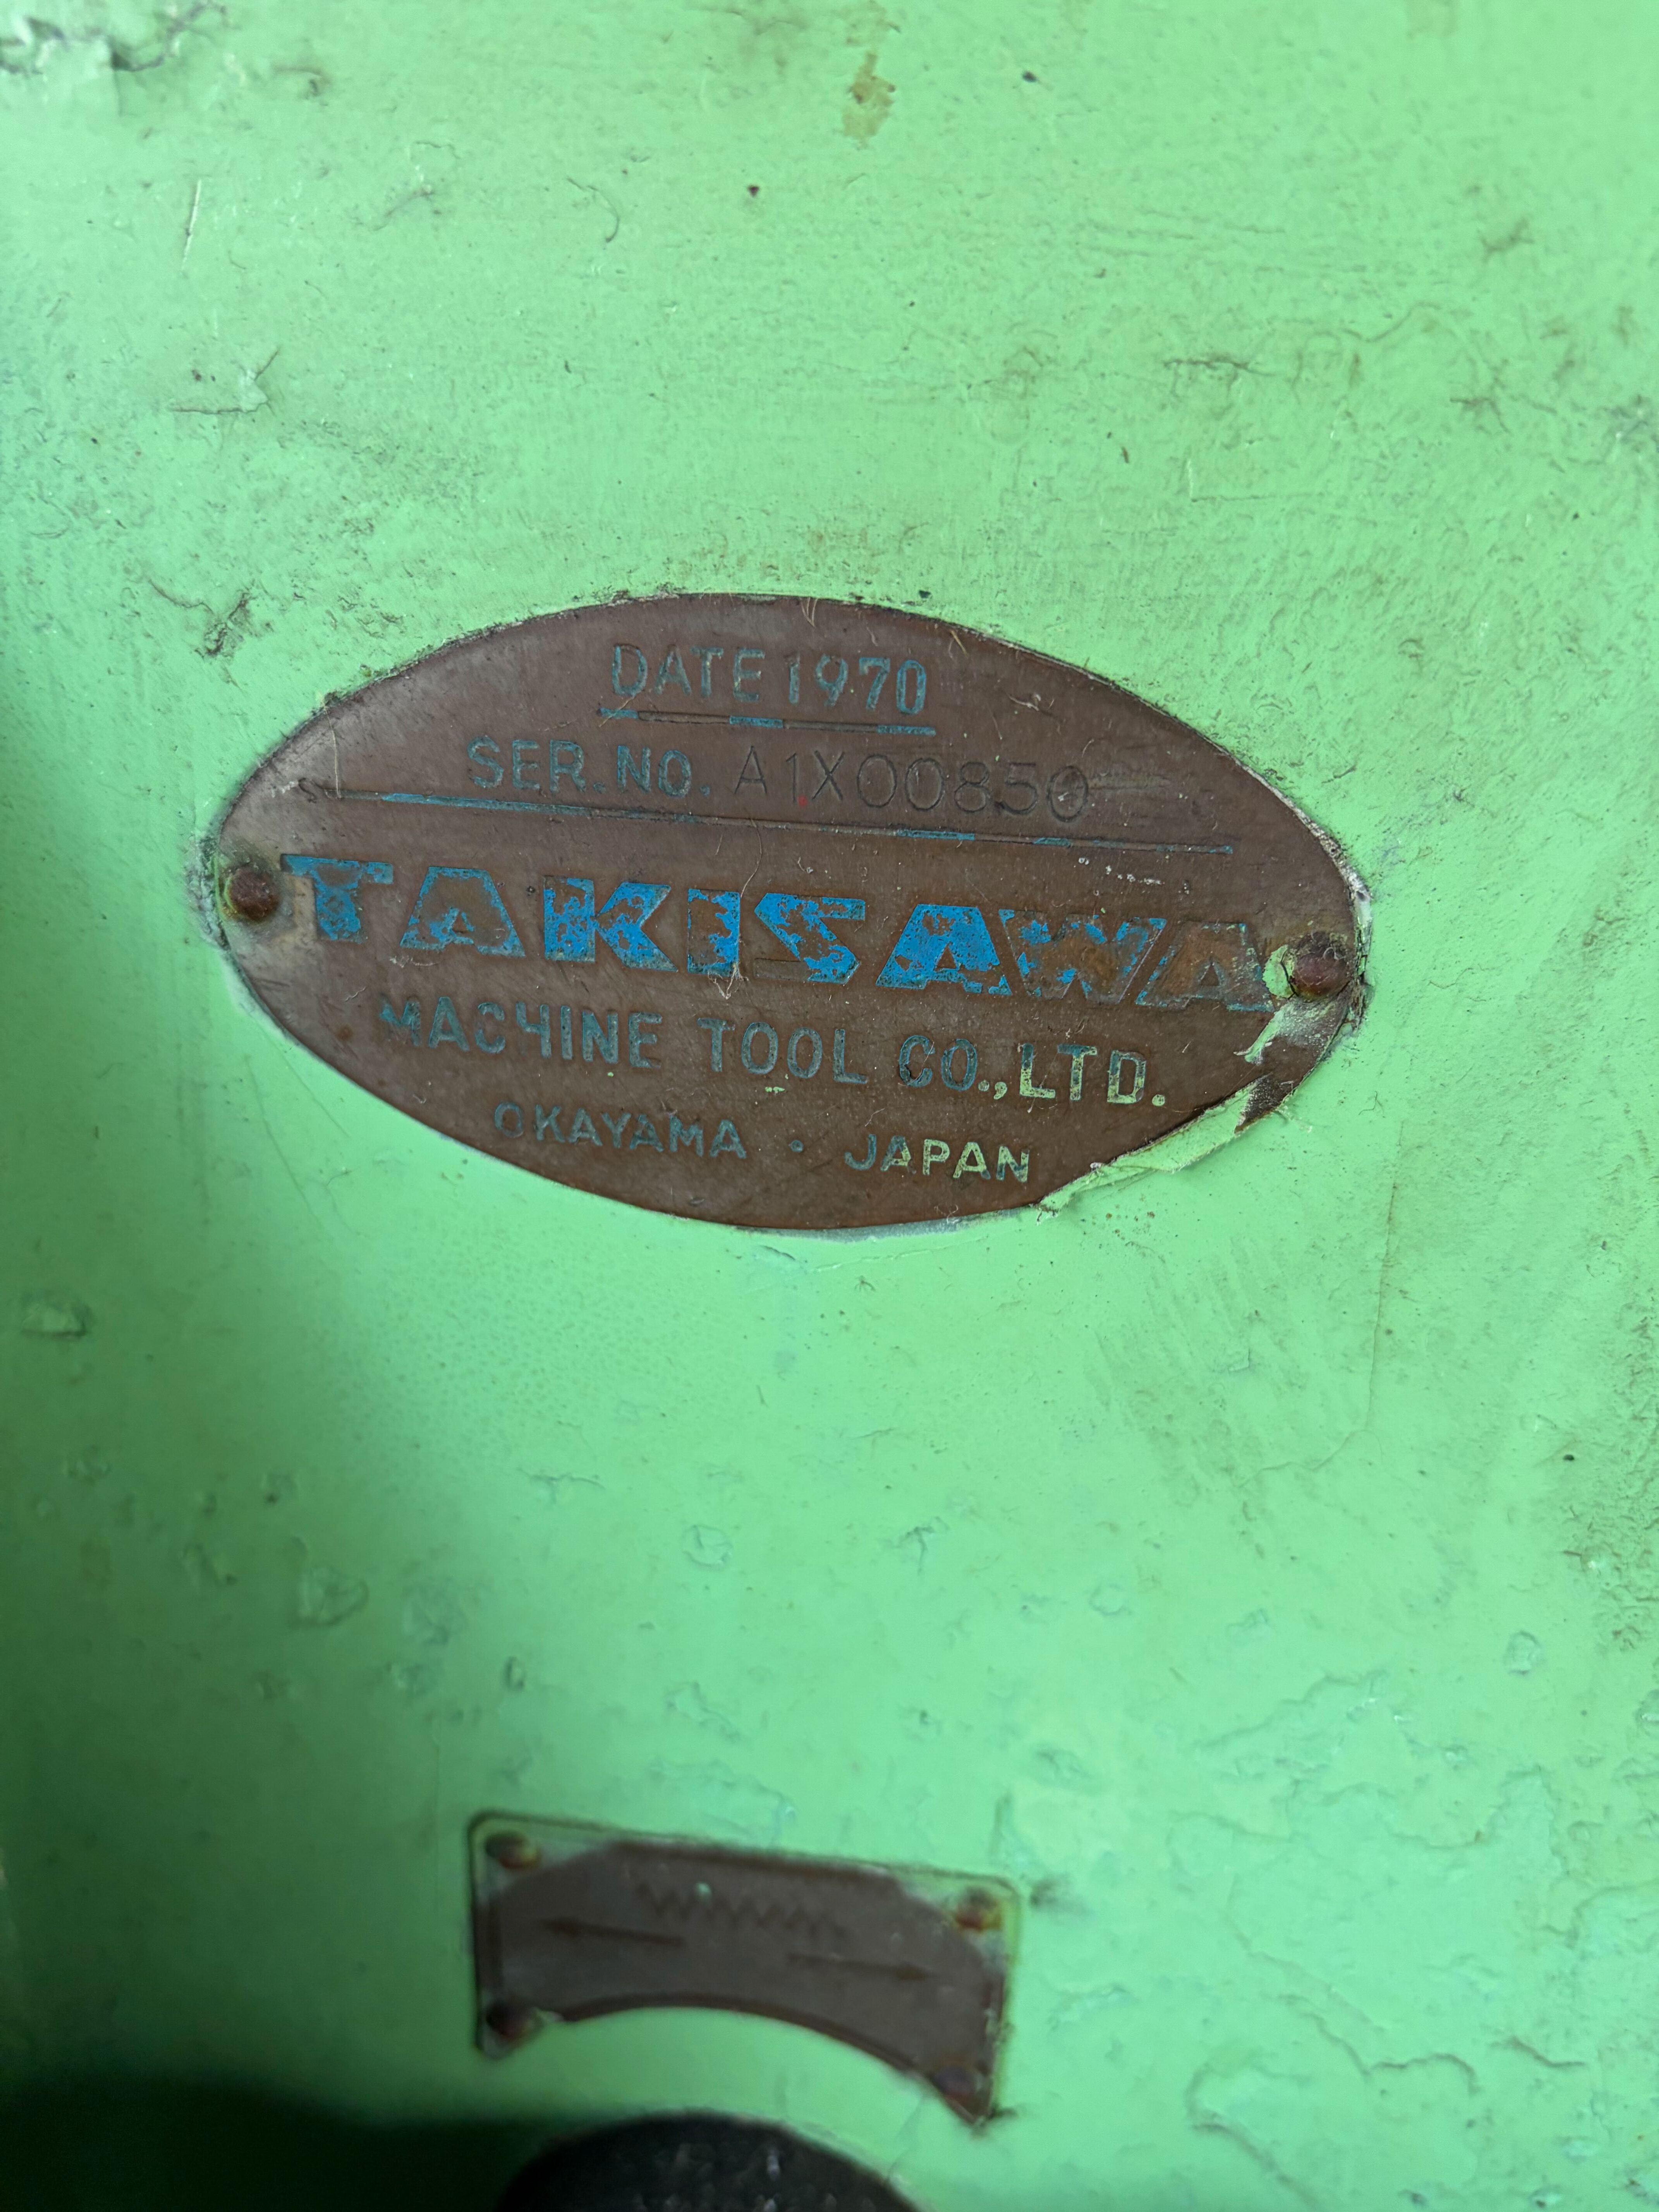 DATE 1970
SER. NO. A1X00850
TAKISAWA
MACHINE TOOL CO., LTD.
OKAYAMA · JAPAN